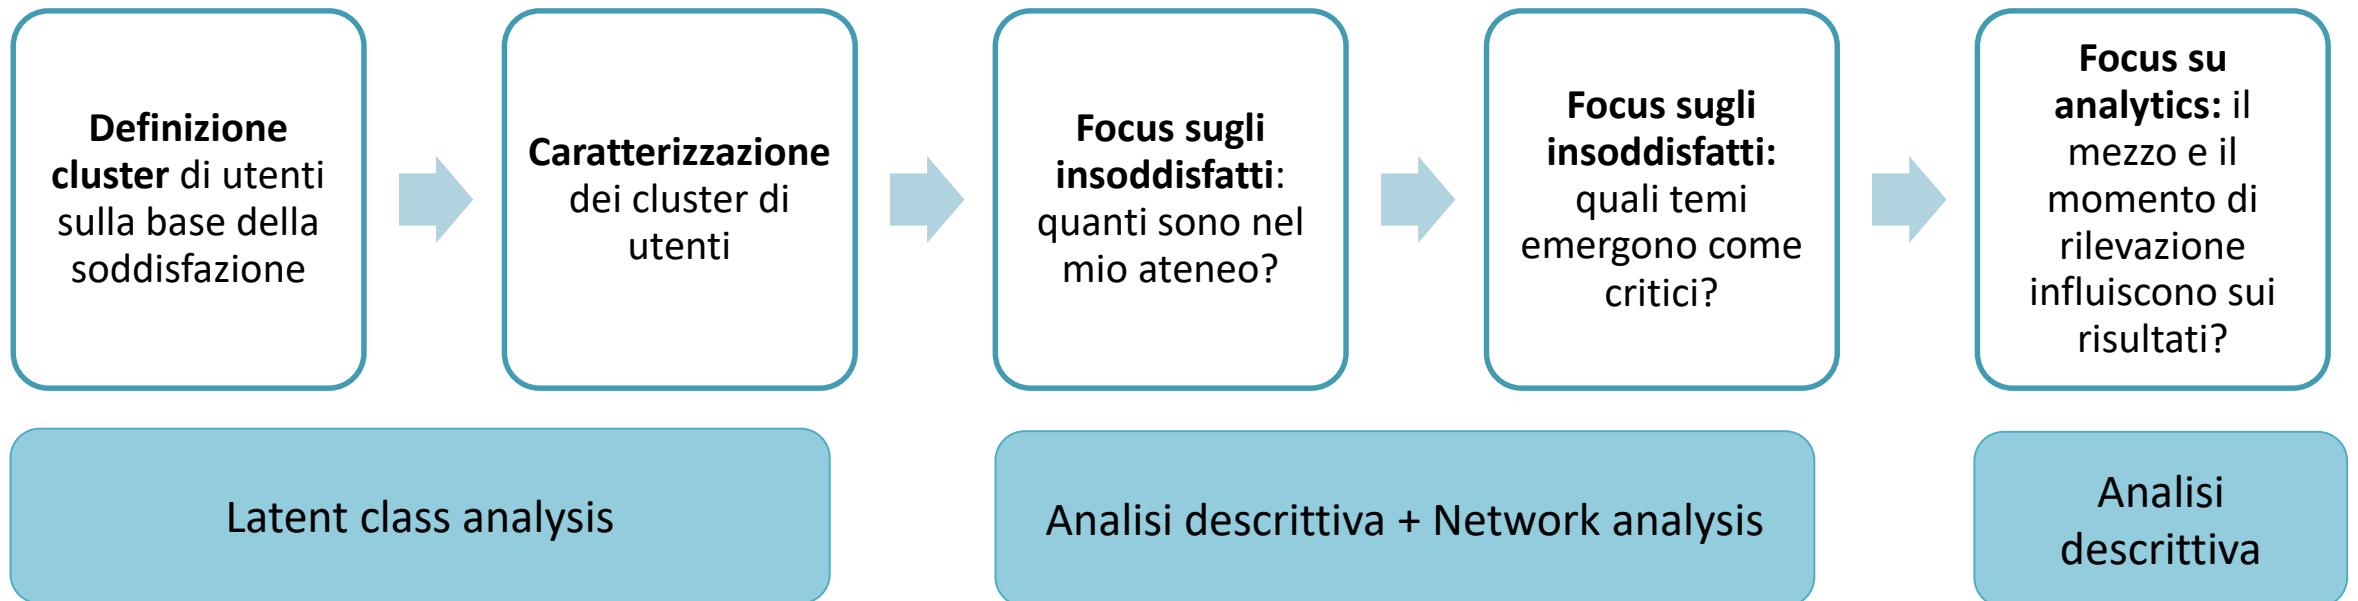 Definizione
cluster di utenti
sulla base della
soddisfazione
Caratterizzazione
dei cluster di
utenti
Focus sugli
insoddisfatti:
quanti sono nel
mio ateneo?
Focus sugli
insoddisfatti:
quali temi
emergono come
critici?
Focus su
analytics: il
mezzo e il
momento di
rilevazione
influiscono sui
risultati?
Latent class analysis
Analisi descrittiva + Network analysis
Analisi
descrittiva